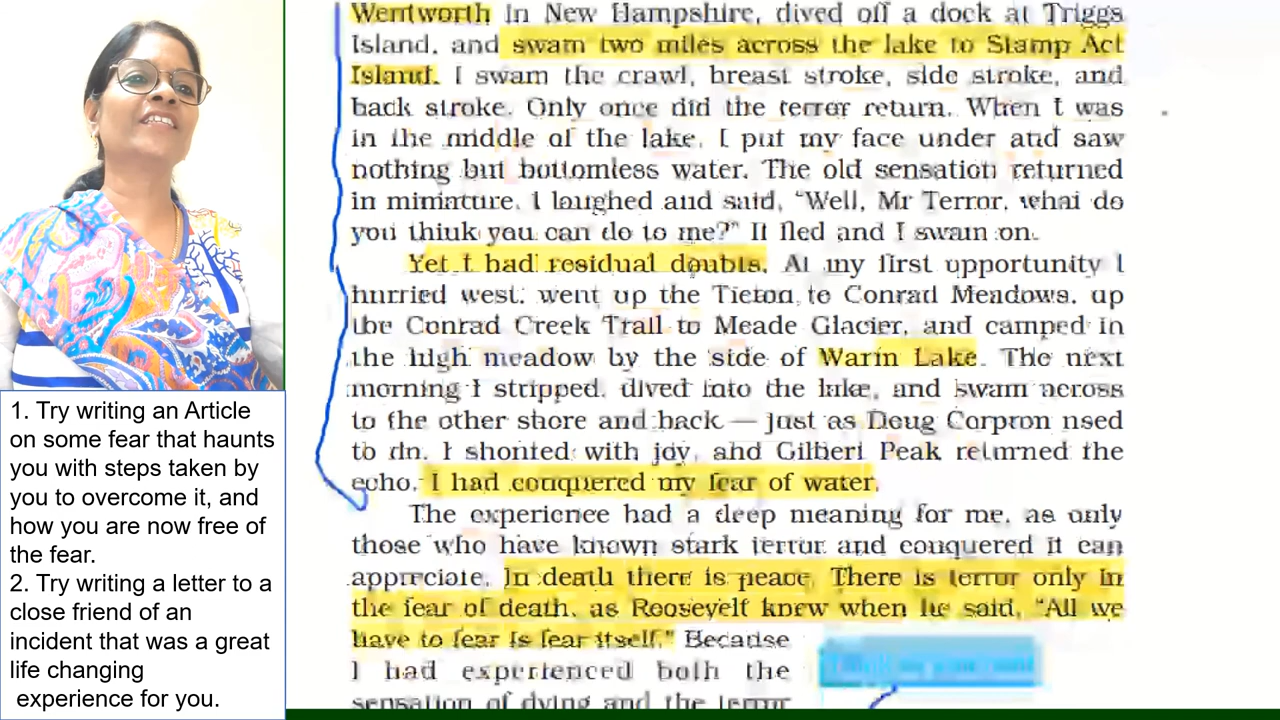 Wentworth in New Hampshire, dived off a dock at Triggs
Island, and swam two miles across the lake to Stamp Act
Island. I swam the crawl, breast stroke, side stroke, and
back stroke. Only once did the terror return. When I was
in the middle of the lake, I put my face under and saw
nothing but bottomless water. The old sensation returned
in miniature. I laughed and said, “Well, Mr Terror, what do
you think you can do to me?” It fled and I swam on.
Yet I had residual doubts. At my first opportunity I
hurried west, went up the Tieton to Conrad Meadows, up
the Conrad Creek Trail to Meade Glacier, and camped in
the high meadow by the side of Warm Lake. The next
morning I stripped, dived into the lake, and swam across
to the other shore and back — just as Doug Corpron used
to do. I shouted with joy, and Gilbert Peak returned the
echo. I had conquered my fear of water.
The experience had a deep meaning for me, as only
those who have known stark terror and conquered it can
appreciate. In death there is peace. There is terror only in
the fear of death, as Roosevelt knew when he said, “All we
have to fear is fear itself.” Because
I had experienced both the
sensation of dying and the terror
1. Try writing an Article
on some fear that haunts
you with steps taken by
you to overcome it, and
how you are now free of
the fear.
2. Try writing a letter to a
close friend of an
incident that was a great
life changing
experience for you.